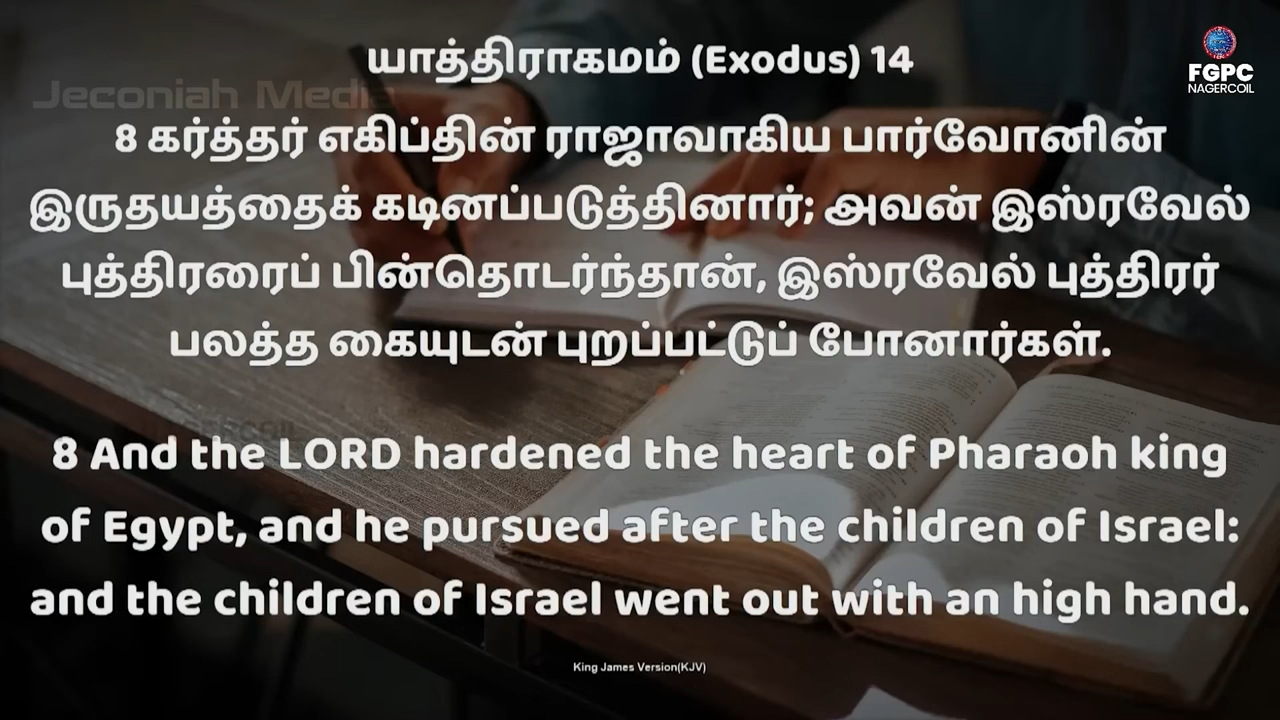 யாத்திராகமம் (Exodus) 14
FGPC
NAGERCOIL
Jeconiah Media
8 கர்த்தர் எகிப்தின் ராஜாவாகிய பார்வோனின்
இருதயத்தைக் கடினப்படுத்தினார்; அவன் இஸ்ரவேல்
புத்திரரைப் பின்தொடர்ந்தான், இஸ்ரவேல் புத்திரர்
பலத்த கையுடன் புறப்பட்டுப் போனார்கள்.
8 And the LORD hardened the heart of Pharaoh king
of Egypt, and he pursued after the children of Israel:
and the children of Israel went out with an high hand.
King James Version(KJV)